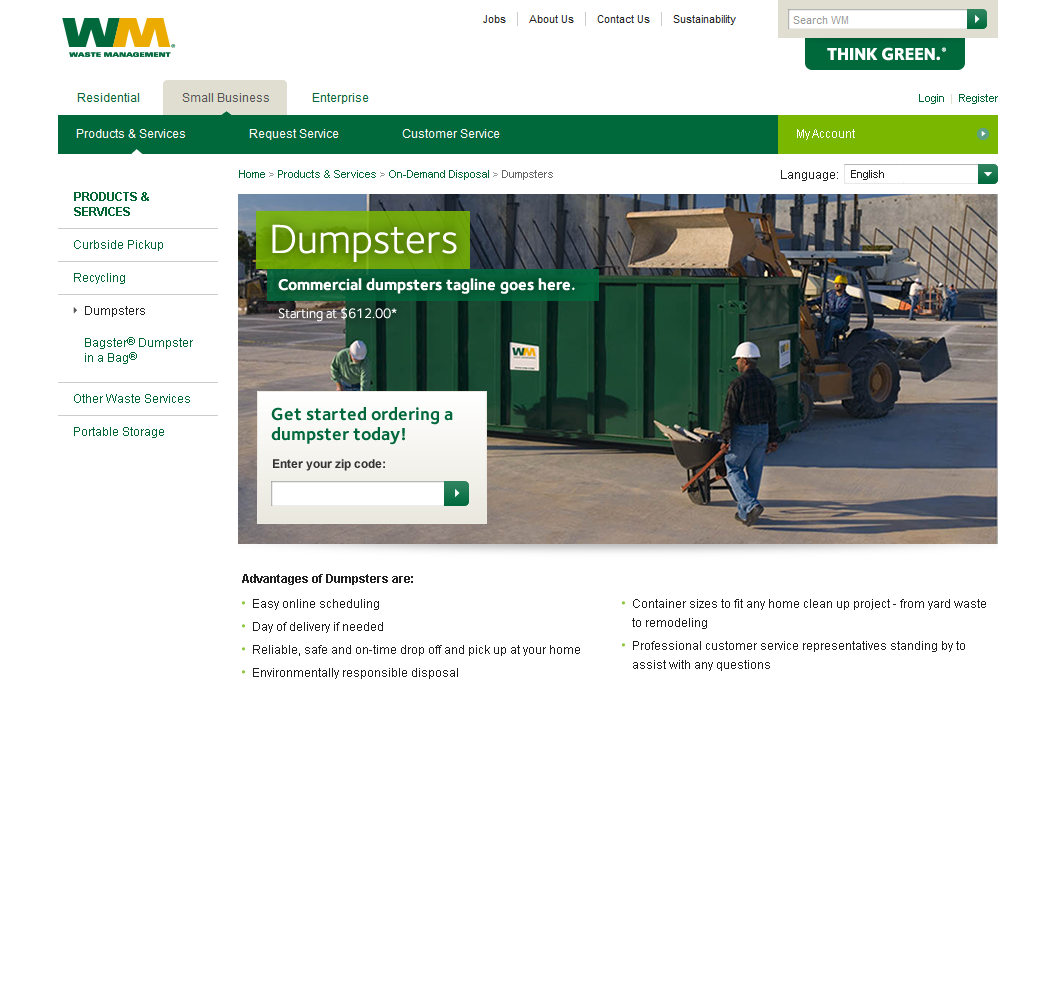 WM
WASTE MANAGEMENT
Jobs
About Us
Contact Us
Sustainability
Search WM
THINK GREEN.®
Residential
Small Business
Enterprise
Login
Register
Products & Services
Request Service
Customer Service
My Account
Home > Products & Services > On-Demand Disposal > Dumpsters
Language:
English
PRODUCTS &
SERVICES
Curbside Pickup
Recycling
Dumpsters
Bagster® Dumpster
in a Bag®
Other Waste Services
Portable Storage
Dumpsters
Commercial dumpsters tagline goes here.
Starting at $612.00*
WM
Get started ordering a
dumpster today!
Enter your zip code:
Advantages of Dumpsters are:
• Easy online scheduling
• Day of delivery if needed
• Reliable, safe and on-time drop off and pick up at your home
• Environmentally responsible disposal
• Container sizes to fit any home clean up project - from yard waste
to remodeling
• Professional customer service representatives standing by to
assist with any questions